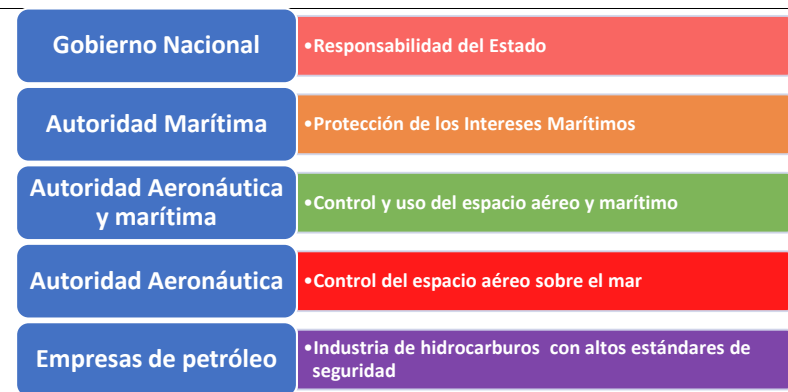 Gobierno Nacional
•Responsabilidad del Estado
Autoridad Marítima
•Protección de los Intereses Marítimos
Autoridad Aeronáutica
y marítima
•Control y uso del espacio aéreo y marítimo
Autoridad Aeronáutica
•Control del espacio aéreo sobre el mar
Empresas de petróleo
•Industria de hidrocarburos con altos estándares de
seguridad